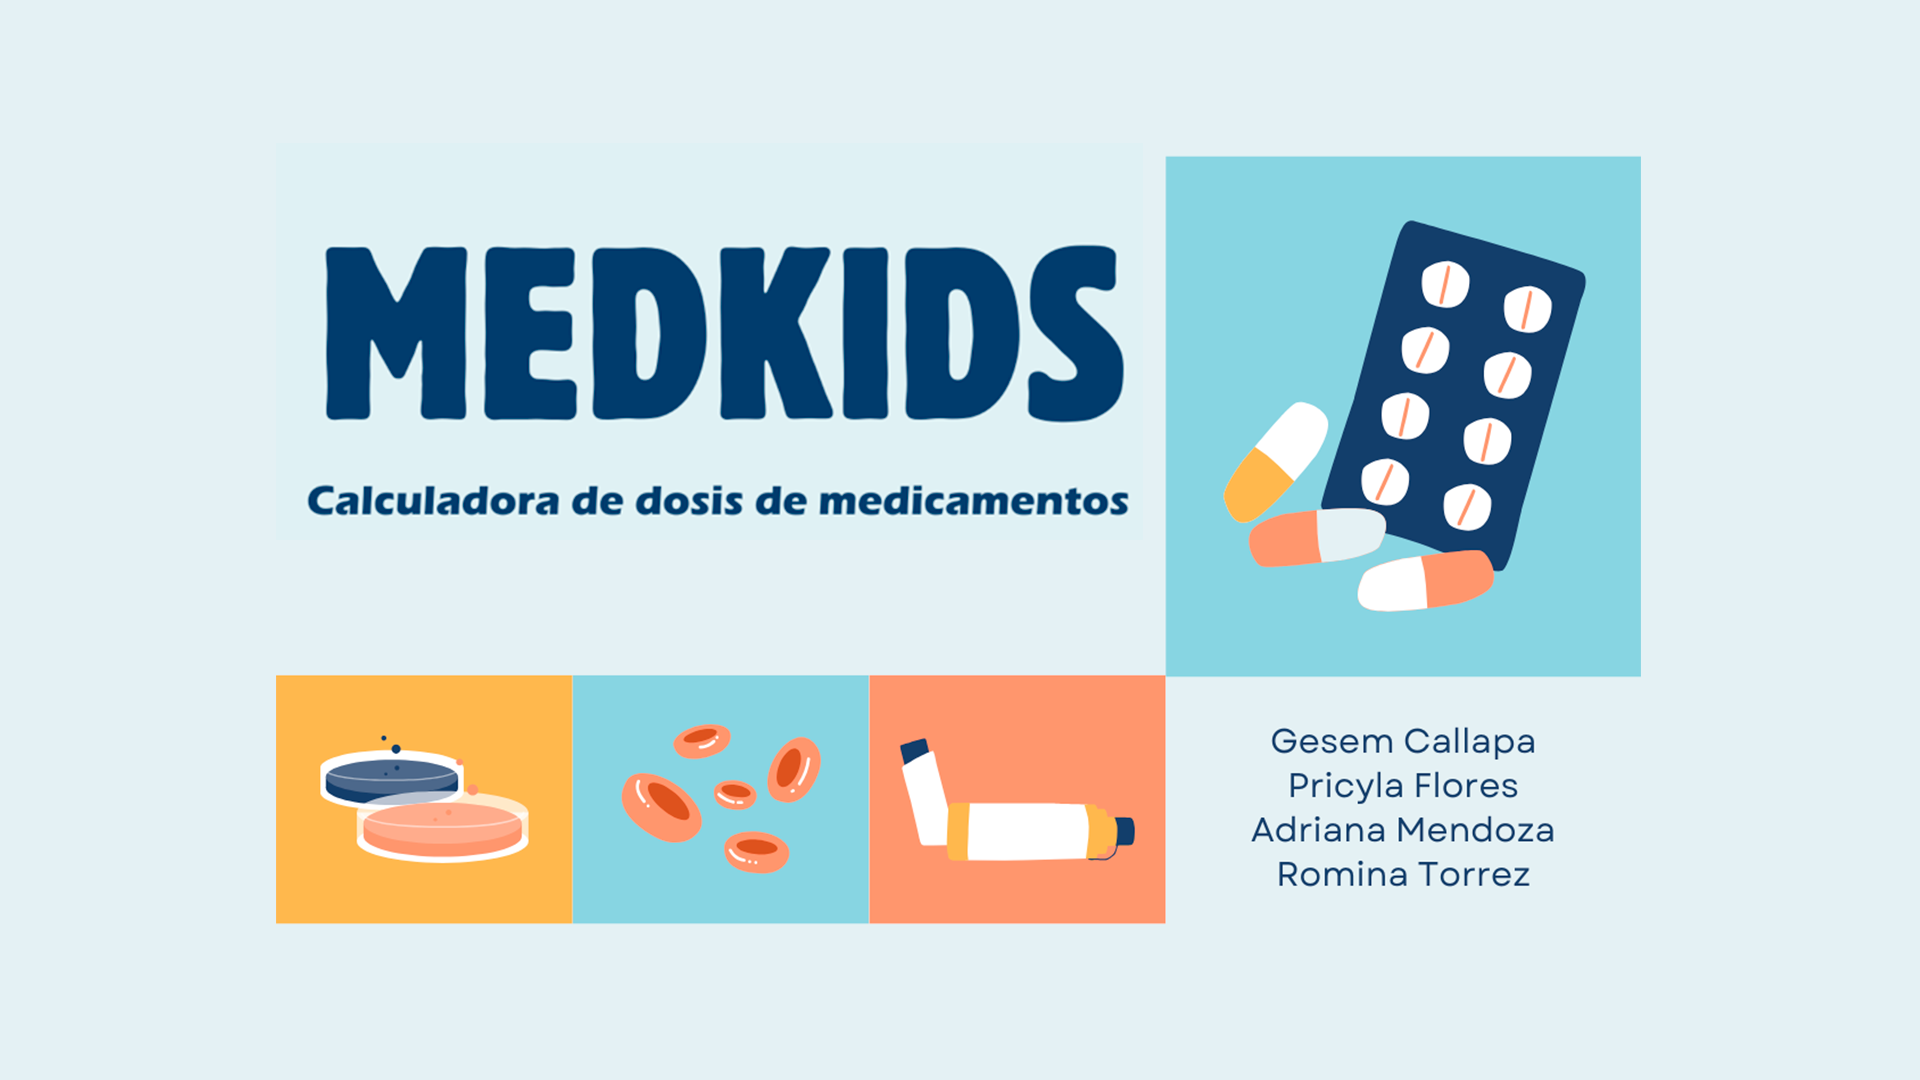 MEDKIDS
Calculadora de dosis de medicamentos
Gesem Callapa
Pricyla Flores
Adriana Mendoza
Romina Torrez